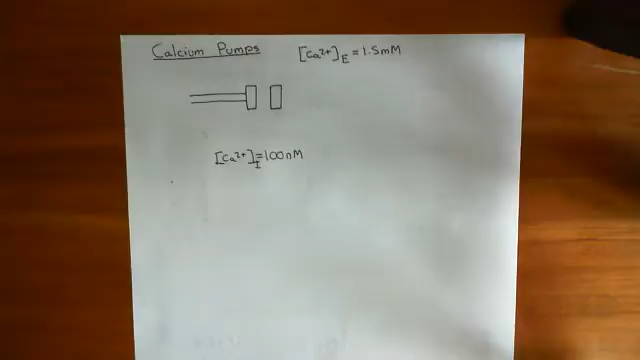 Calcium Pumps
[Ca²⁺]E = 1.5mM
[Ca²⁺]I = 100nM